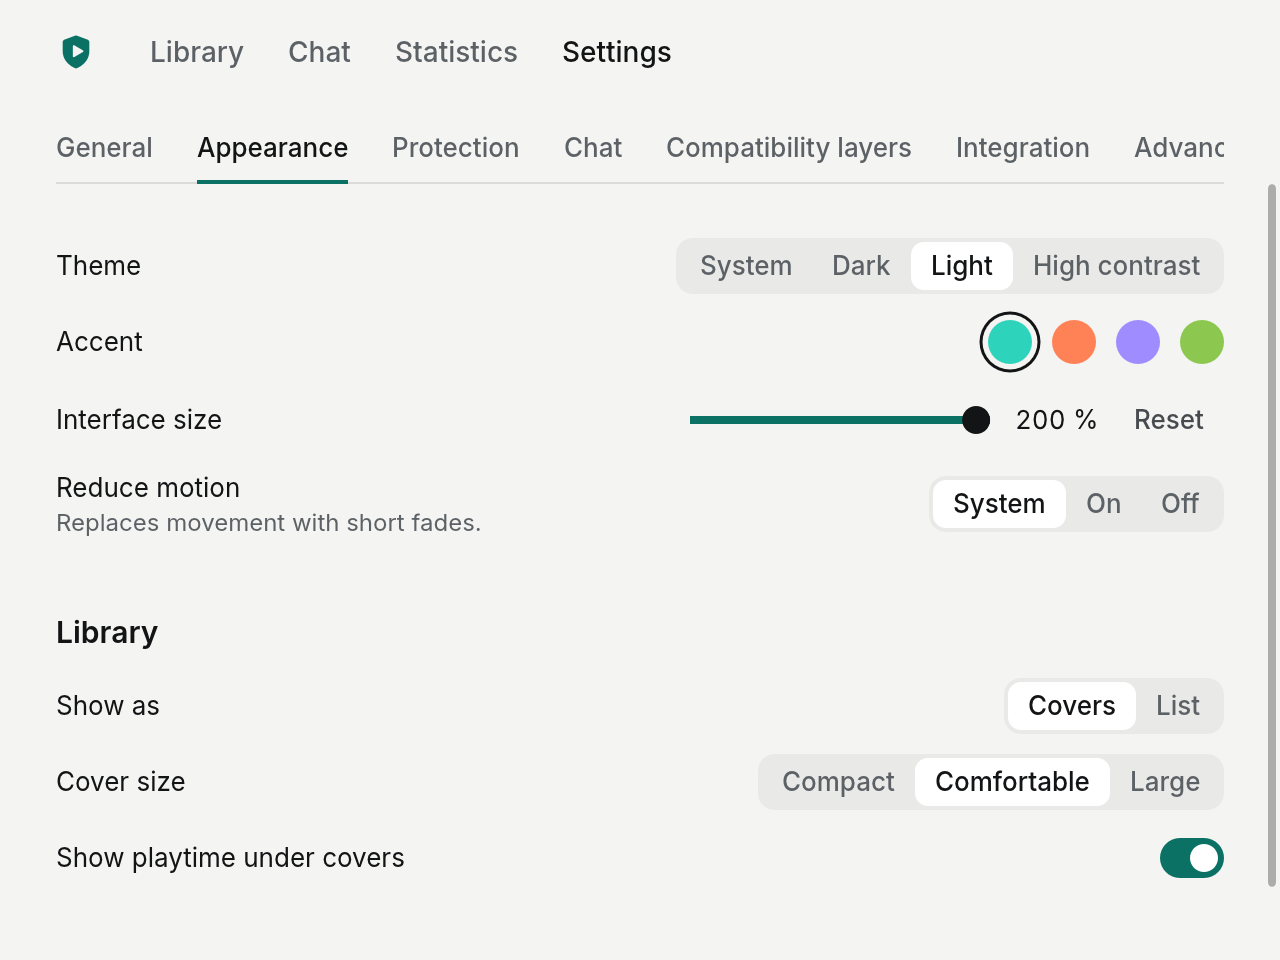 Library Chat Statistics Settings
General Appearance Protection Chat Compatibility layers Integration Advanc
Theme System Dark Light High contrast
Accent
Interface size 200 % Reset
Reduce motion
Replaces movement with short fades.
System On Off
Library
Show as Covers List
Cover size Compact Comfortable Large
Show playtime under covers